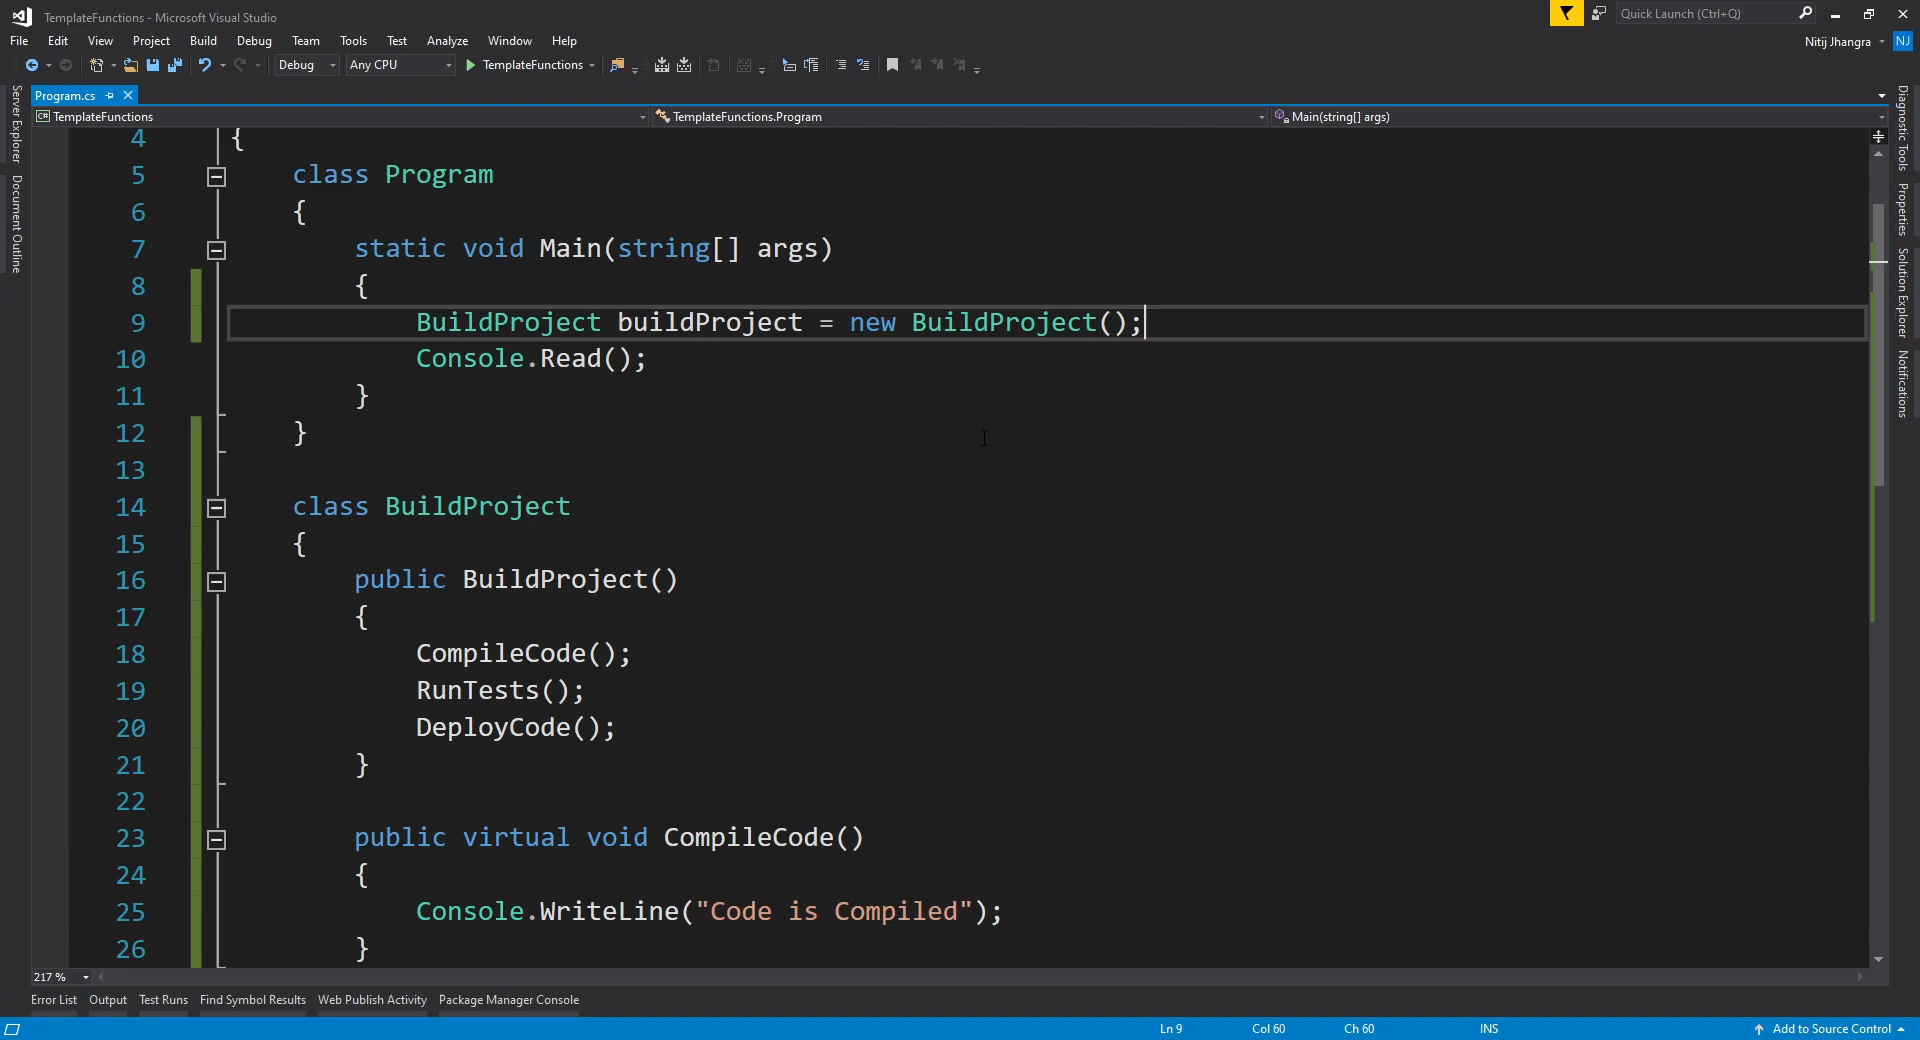 TemplateFunctions - Microsoft Visual Studio
Quick Launch (Ctrl+Q)
File Edit View Project Build Debug Team Tools Test Analyze Window Help
Nitij Jhangra NJ
Debug Any CPU TemplateFunctions
Program.cs
C# TemplateFunctions TemplateFunctions.Program Main(string[] args)
Server Explorer
Document Outline
4 {
5 class Program
6 {
7 static void Main(string[] args)
8 {
9 BuildProject buildProject = new BuildProject();
10 Console.Read();
11 }
12 }
13
14 class BuildProject
15 {
16 public BuildProject()
17 {
18 CompileCode();
19 RunTests();
20 DeployCode();
21 }
22
23 public virtual void CompileCode()
24 {
25 Console.WriteLine("Code is Compiled");
26 }
Diagnostic Tools
Properties
Solution Explorer
Notifications
217 %
Error List Output Test Runs Find Symbol Results Web Publish Activity Package Manager Console
Ln 9 Col 60 Ch 60 INS Add to Source Control